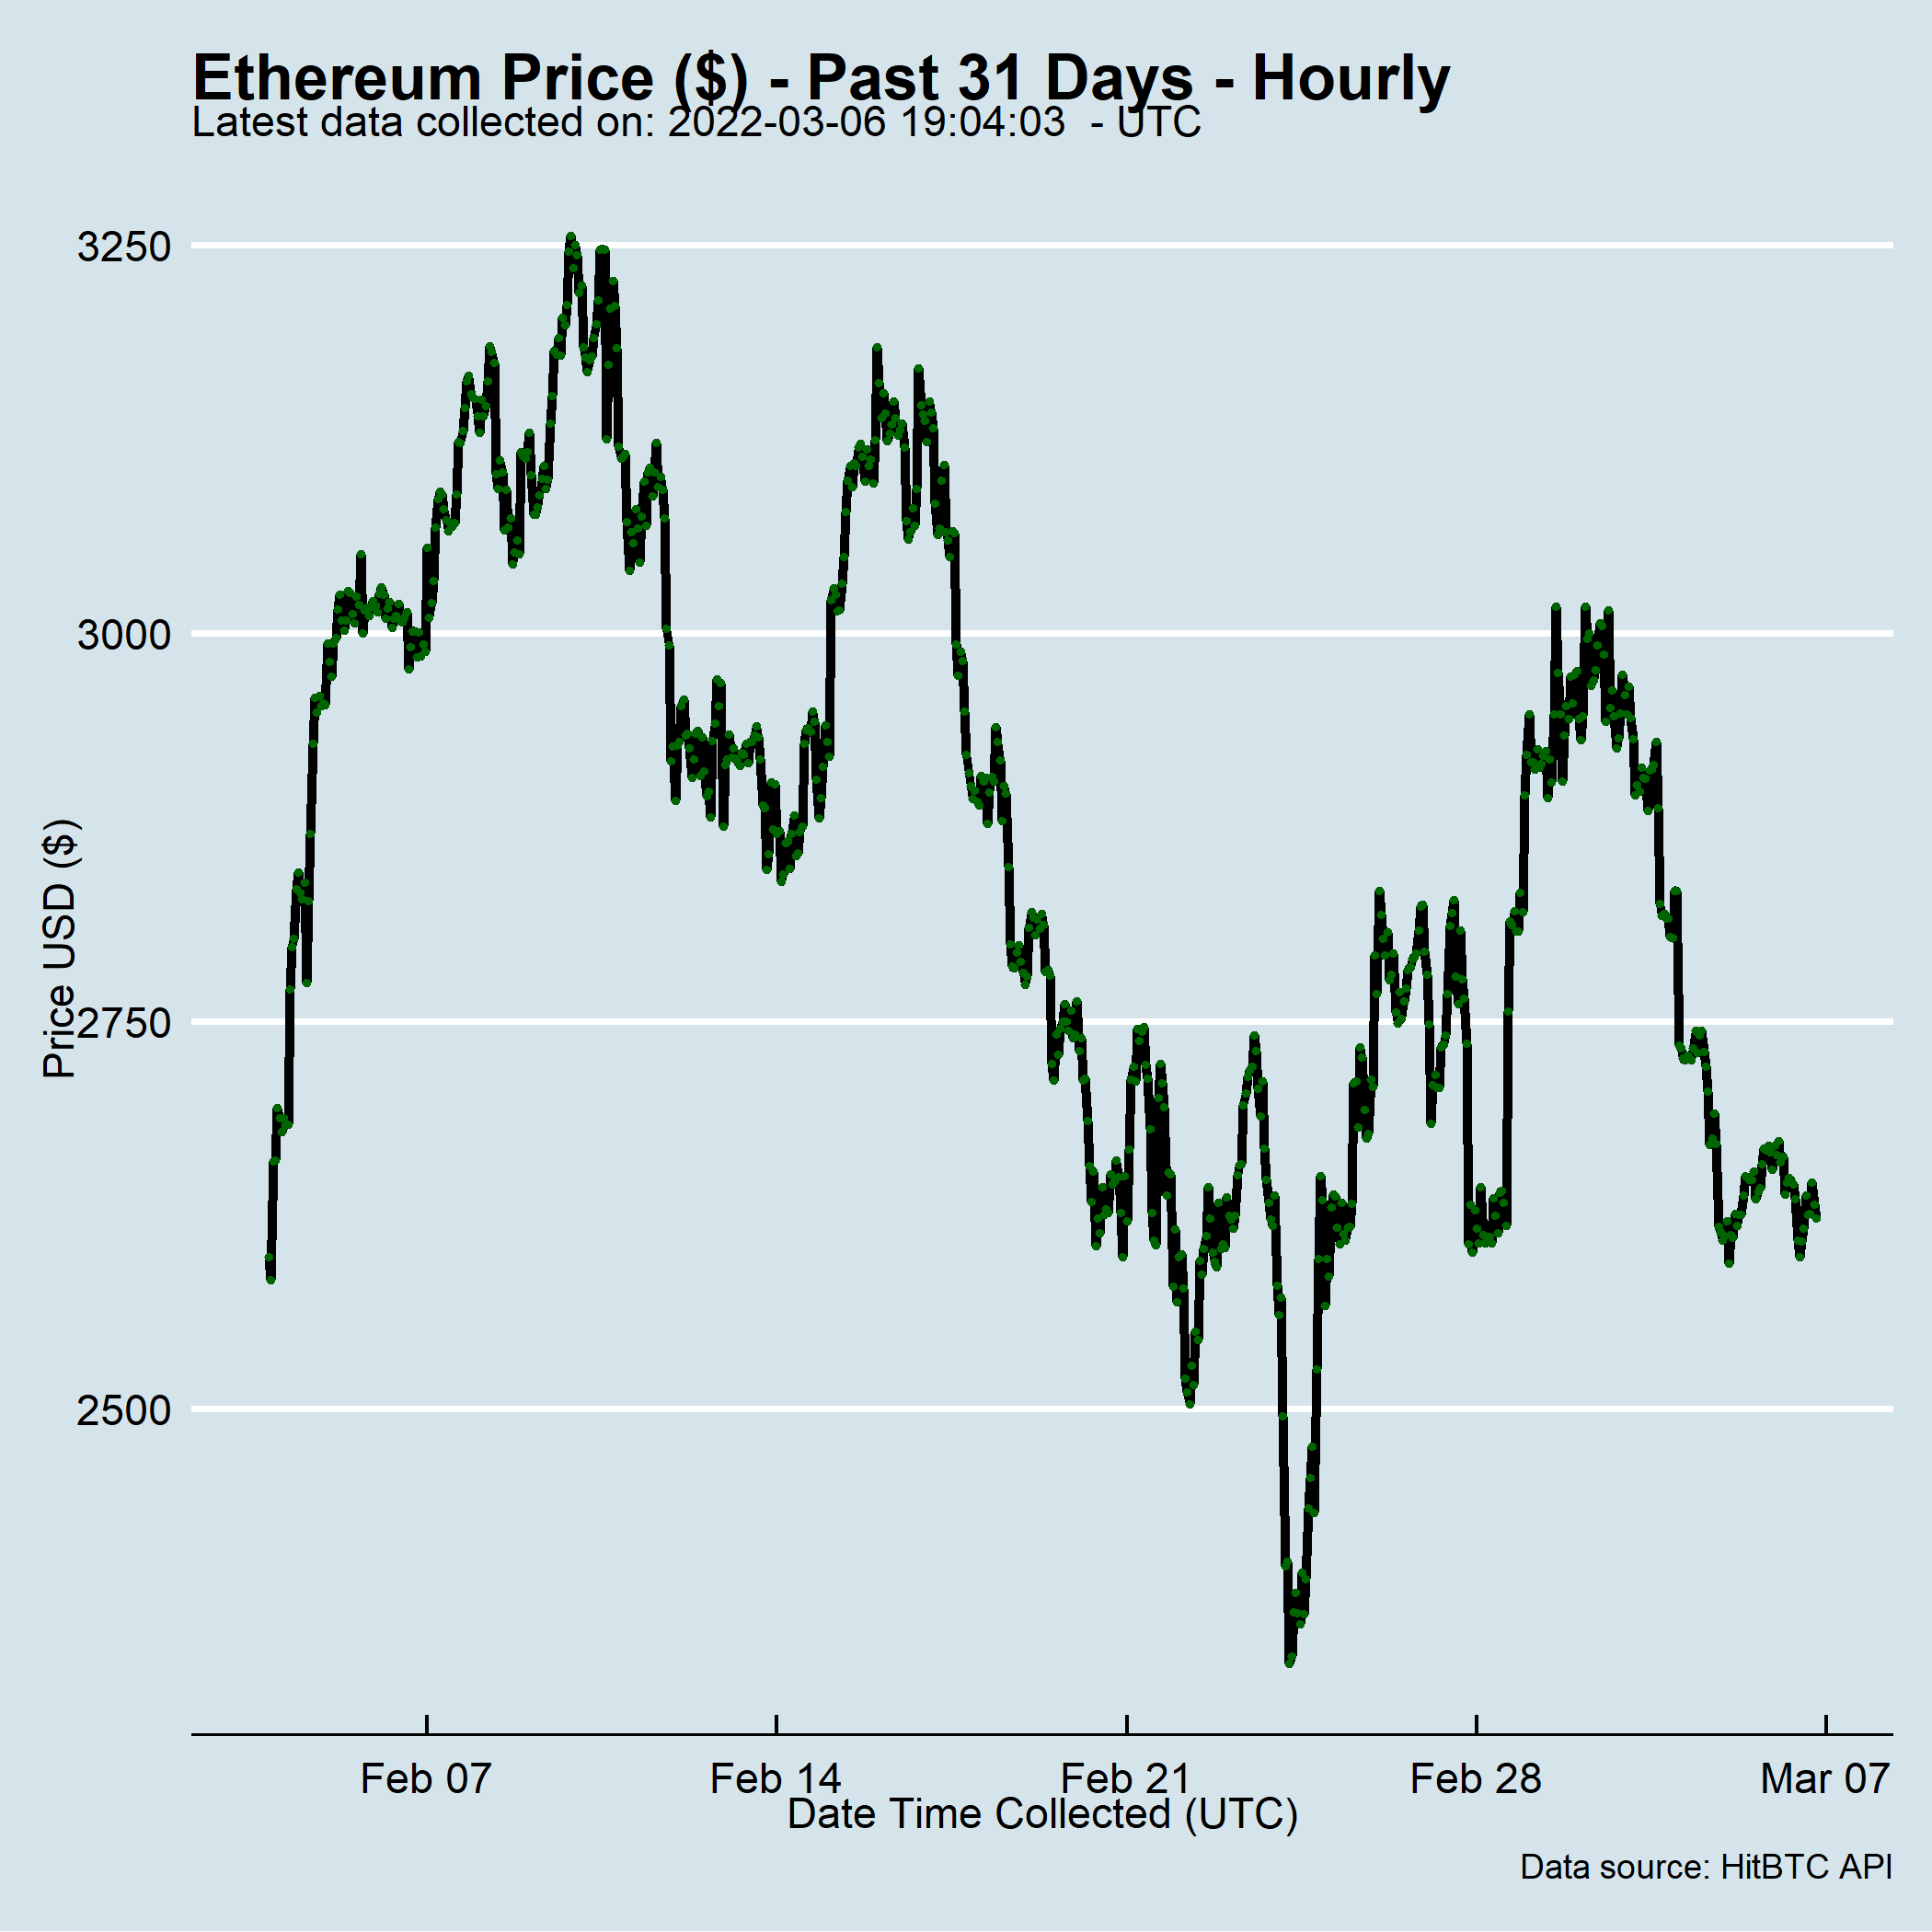 Ethereum Price ($) - Past 31 Days - Hourly
Latest data collected on: 2022-03-06 19:04:03  - UTC
3250
3000
2750
2500
Price USD ($)
Feb 07
Feb 14
Feb 21
Feb 28
Mar 07
Date Time Collected (UTC)
Data source: HitBTC API